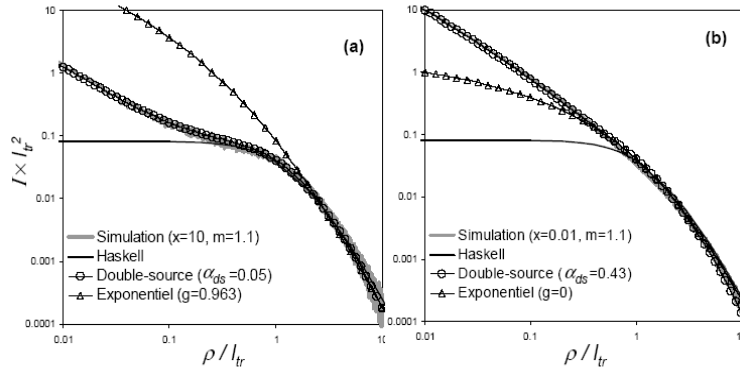 (a)
10
1
0.1
0.01
0.001
0.0001
I × l_tr²
Simulation (x=10, m=1.1)
Haskell
Double-source (α_ds=0.05)
Exponentiel (g=0.963)
0.01 0.1 1 10
ρ / l_tr
(b)
10
1
0.1
0.01
0.001
0.0001
Simulation (x=0.01, m=1.1)
Haskell
Double-source (α_ds=0.43)
Exponentiel (g=0)
0.01 0.1 1
ρ / l_tr